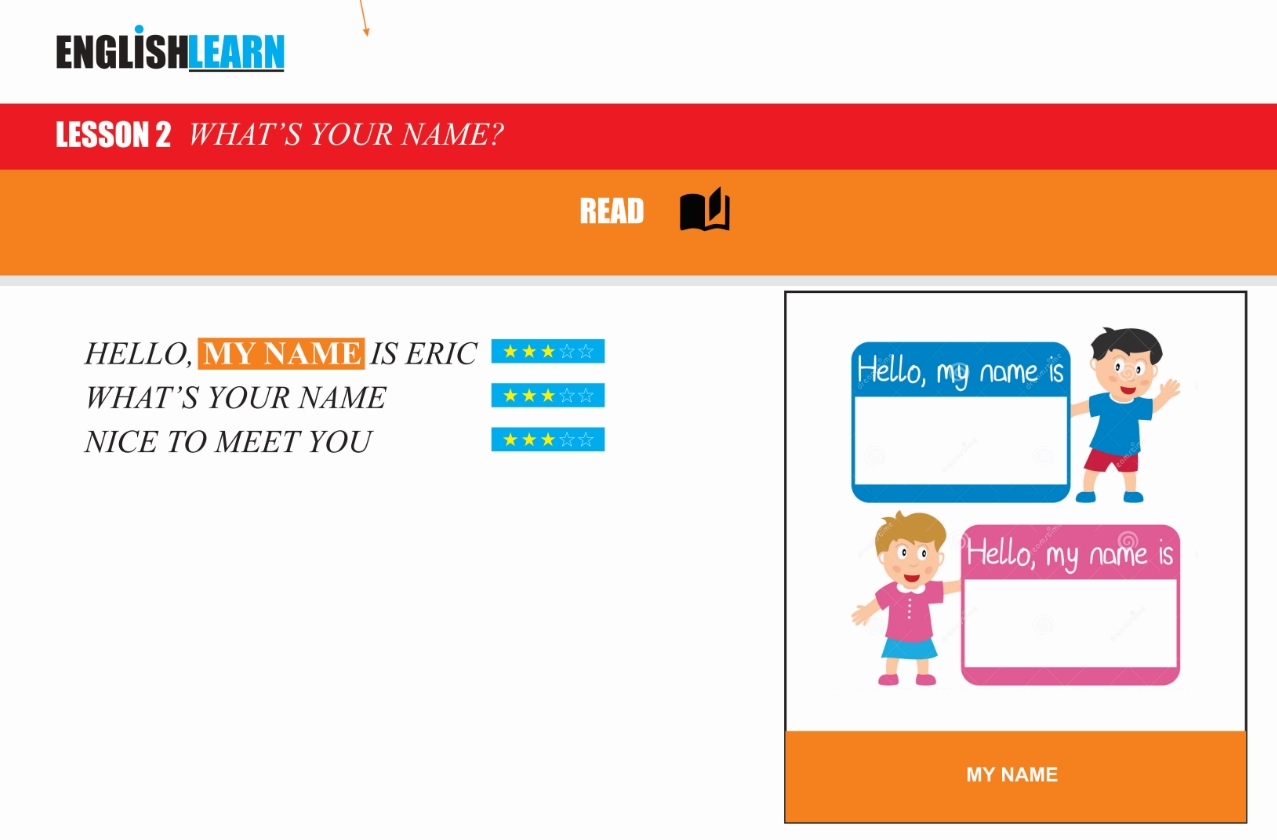 ENGLiSHLEARN
LESSON 2 WHAT'S YOUR NAME?
READ
HELLO, MY NAME IS ERIC
WHAT'S YOUR NAME
NICE TO MEET YOU
Hello, my name is
Hello, my name is
MY NAME